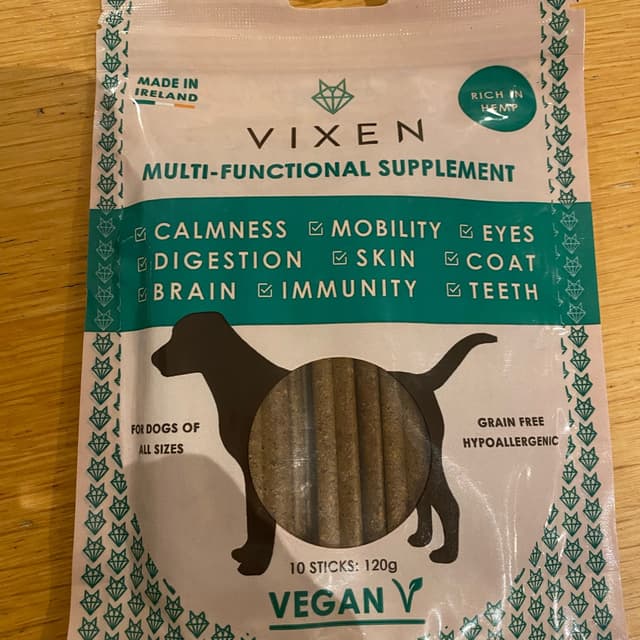 MADE IN
IRELAND
RICH IN
HEMP
VIXEN
MULTI-FUNCTIONAL SUPPLEMENT
CALMNESS MOBILITY EYES
DIGESTION SKIN COAT
BRAIN IMMUNITY TEETH
FOR DOGS OF
ALL SIZES
GRAIN FREE
HYPOALLERGENIC
10 STICKS: 120g
VEGAN